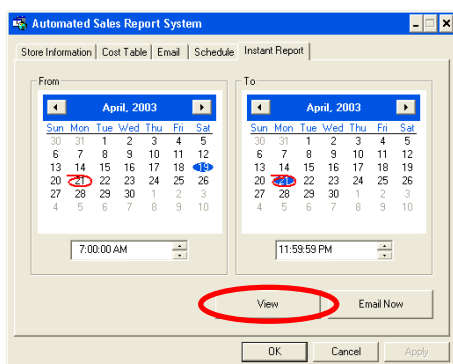 Automated Sales Report System
Store Information Cost Table Email Schedule Instant Report
From To
April, 2003 April, 2003
Sun Mon Tue Wed Thu Fri Sat Sun Mon Tue Wed Thu Fri Sat
30 31 1 2 3 4 5 30 31 1 2 3 4 5
6 7 8 9 10 11 12 6 7 8 9 10 11 12
13 14 15 16 17 18 19 13 14 15 16 17 18 19
20 21 22 23 24 25 26 20 21 22 23 24 25 26
27 28 29 30 1 2 3 27 28 29 30 1 2 3
4 5 6 7 8 9 10 4 5 6 7 8 9 10
7:00:00 AM 11:59:59 PM
View Email Now
OK Cancel Apply